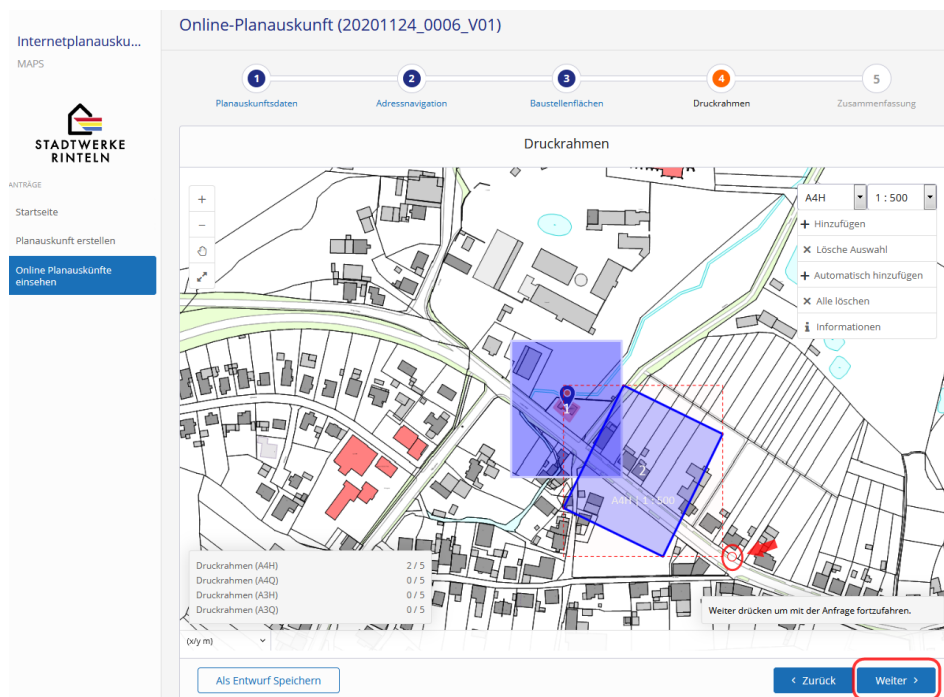 Internetplanausku...
MAPS
STADTWERKE
RINTELN
ANTRÄGE
Startseite
Planauskunft erstellen
Online Planauskünfte
einsehen
Online-Planauskunft (20201124_0006_V01)
1
2
3
4
5
Planauskunftsdaten
Adressnavigation
Baustellenflächen
Druckrahmen
Zusammenfassung
Druckrahmen
A4H
1 : 500
Hinzufügen
Lösche Auswahl
Automatisch hinzufügen
Alle löschen
Informationen
1
2
A4H | 1:500
Druckrahmen (A4H) 2 / 5
Druckrahmen (A4Q) 0 / 5
Druckrahmen (A3H) 0 / 5
Druckrahmen (A3Q) 0 / 5
Weiter drücken um mit der Anfrage fortzufahren.
(x/y m)
Als Entwurf Speichern
Zurück
Weiter